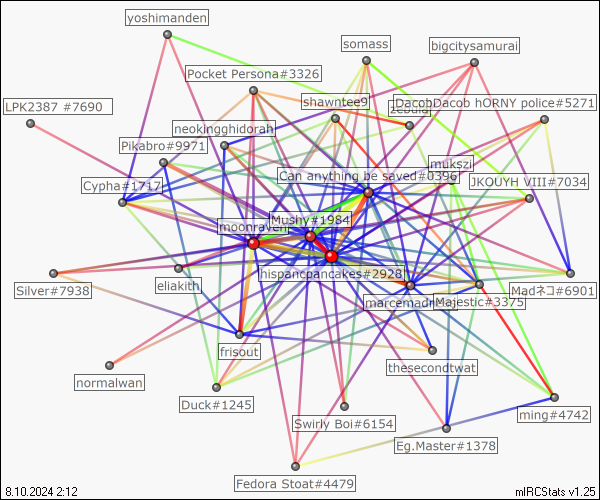 yoshimanden
somass
bigcitysamurai
Pocket Persona#3326
LPK2387 #7690
shawntee9
zebula
DacobDacob hORNY police#5271
neokingghidorah
Pikabro#9971
mukszi
Cypha#1717
Can anything be saved#0396
JKOUYH VIII#7034
moonraven
Mushy#1984
hispancpancakes#2928
Silver#7938
eliakith
marcemadn
Majestic#3375
Madネコ#6901
frisout
thesecondtwat
normalwan
Duck#1245
Swirly Boi#6154
ming#4742
Eg.Master#1378
Fedora Stoat#4479
8.10.2024 2:12
mIRCStats v1.25